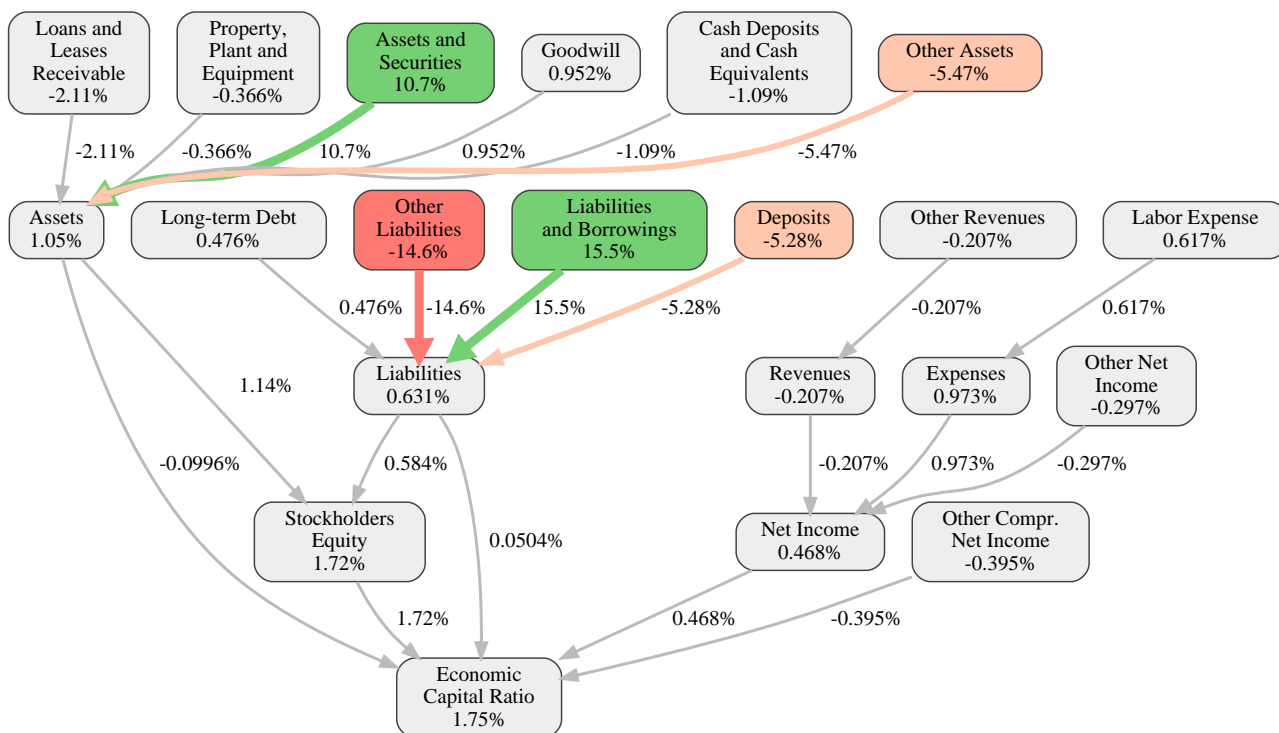 Loans and
Leases
Receivable
-2.11%
Property,
Plant and
Equipment
-0.366%
Assets and
Securities
10.7%
Goodwill
0.952%
Cash Deposits
and Cash
Equivalents
-1.09%
Other Assets
-5.47%
-2.11%
-0.366%
10.7%
0.952%
-1.09%
-5.47%
Assets
1.05%
Long-term Debt
0.476%
Other
Liabilities
-14.6%
Liabilities
and Borrowings
15.5%
Deposits
-5.28%
Other Revenues
-0.207%
Labor Expense
0.617%
0.476%
-14.6%
15.5%
-5.28%
-0.207%
0.617%
Liabilities
0.631%
Revenues
-0.207%
Expenses
0.973%
Other Net
Income
-0.297%
1.14%
-0.0996%
0.584%
-0.207%
0.973%
-0.297%
Stockholders
Equity
1.72%
0.0504%
Net Income
0.468%
Other Compr.
Net Income
-0.395%
1.72%
0.468%
-0.395%
Economic
Capital Ratio
1.75%